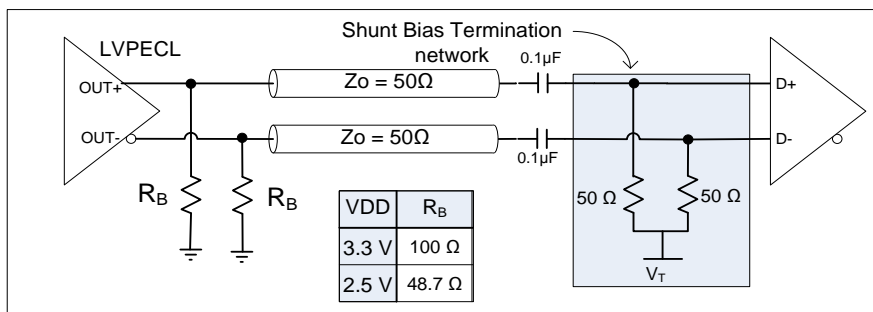 Shunt Bias Termination
network
LVPECL
0.1µF
OUT+
Zo = 50Ω
D+
OUT-
Zo = 50Ω
D-
0.1µF
RB
RB
50 Ω
50 Ω
VDD RB
3.3 V 100 Ω
2.5 V 48.7 Ω
VT